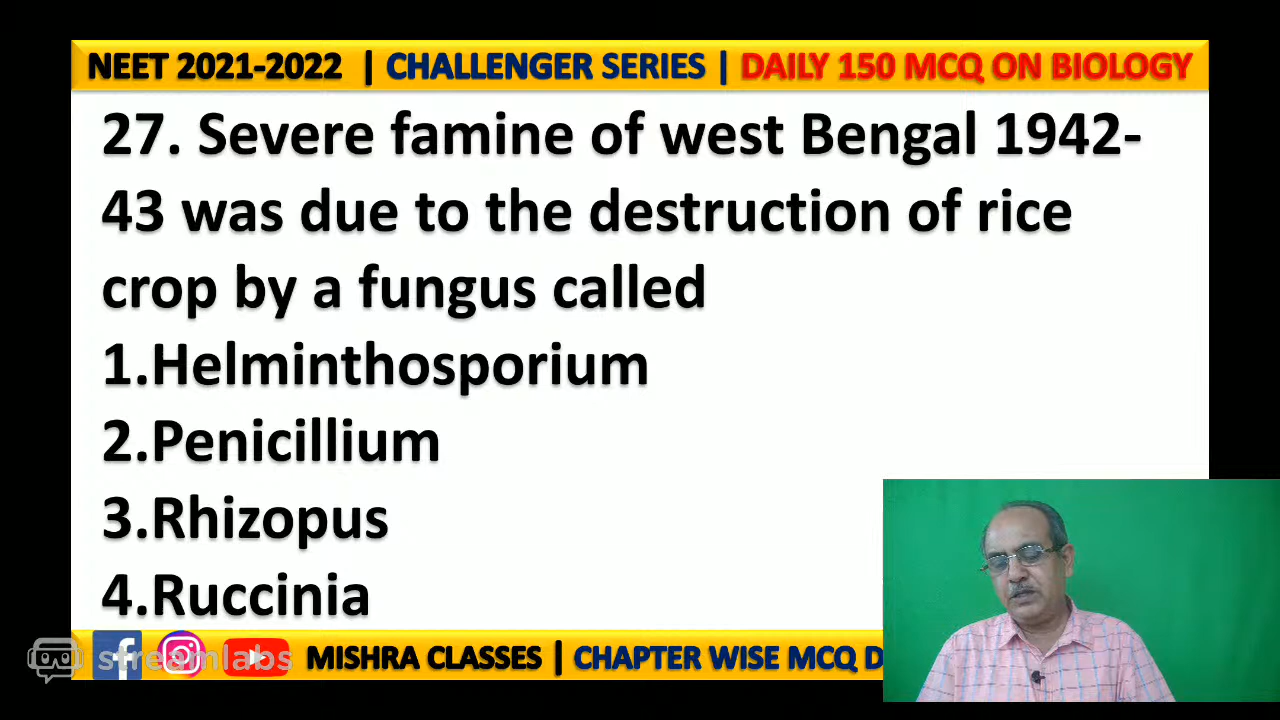 NEET 2021-2022 | CHALLENGER SERIES | DAILY 150 MCQ ON BIOLOGY
27. Severe famine of west Bengal 1942-
43 was due to the destruction of rice
crop by a fungus called
1.Helminthosporium
2.Penicillium
3.Rhizopus
4.Ruccinia
streamlabs MISHRA CLASSES | CHAPTER WISE MCQ D